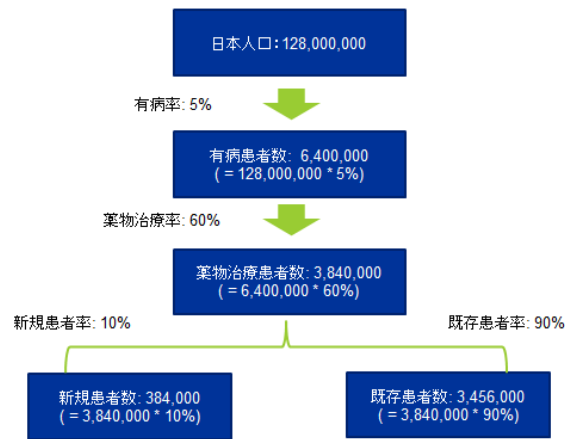 日本人口：128,000,000
有病率: 5%
有病患者数: 6,400,000
( = 128,000,000 * 5%)
薬物治療率: 60%
薬物治療患者数: 3,840,000
( = 6,400,000 * 60%)
新規患者率: 10%
既存患者率: 90%
新規患者数: 384,000
( = 3,840,000 * 10%)
既存患者数: 3,456,000
( = 3,840,000 * 90%)